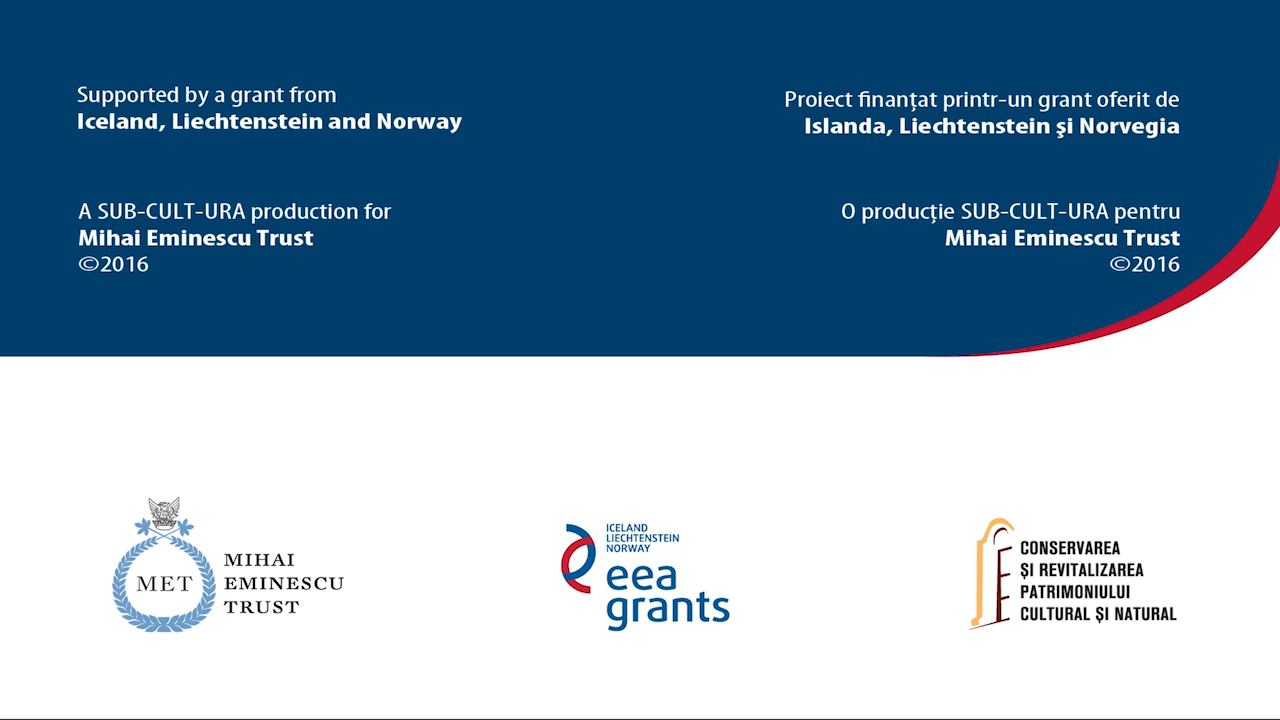 Supported by a grant from
Iceland, Liechtenstein and Norway
A SUB-CULT-URA production for
Mihai Eminescu Trust
©2016
Proiect finanţat printr-un grant oferit de
Islanda, Liechtenstein şi Norvegia
O producţie SUB-CULT-URA pentru
Mihai Eminescu Trust
©2016
MET
MIHAI
EMINESCU
TRUST
ICELAND
LIECHTENSTEIN
NORWAY
eea
grants
CONSERVAREA
ŞI REVITALIZAREA
PATRIMONIULUI
CULTURAL ŞI NATURAL